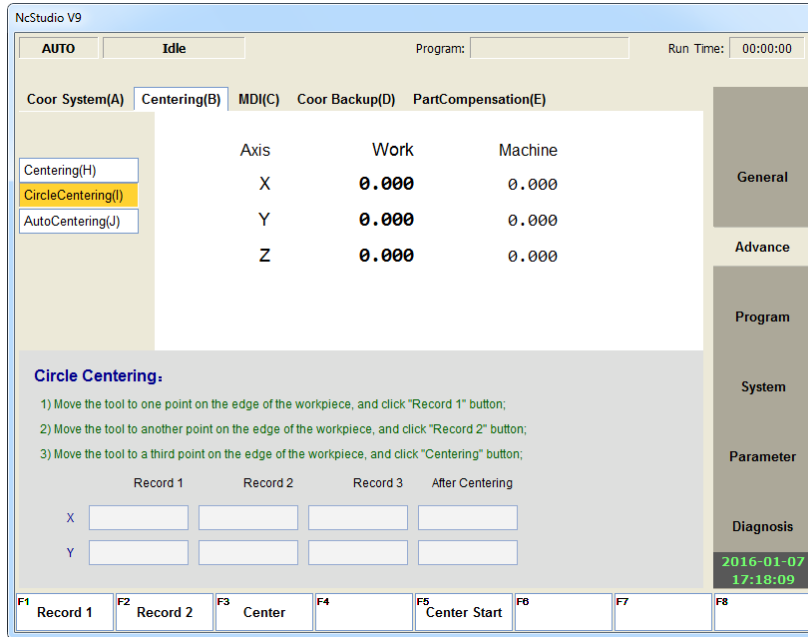 NcStudio V9
AUTO Idle Program: Run Time: 00:00:00
Coor System(A) Centering(B) MDI(C) Coor Backup(D) PartCompensation(E)
Centering(H)
CircleCentering(I)
AutoCentering(J)
Axis Work Machine
X 0.000 0.000
Y 0.000 0.000
Z 0.000 0.000
General
Advance
Program
System
Parameter
Diagnosis
2016-01-07
17:18:09
Circle Centering：
1) Move the tool to one point on the edge of the workpiece, and click "Record 1" button;
2) Move the tool to another point on the edge of the workpiece, and click "Record 2" button;
3) Move the tool to a third point on the edge of the workpiece, and click "Centering" button;
Record 1 Record 2 Record 3 After Centering
X
Y
F1 Record 1 F2 Record 2 F3 Center F4 F5 Center Start F6 F7 F8